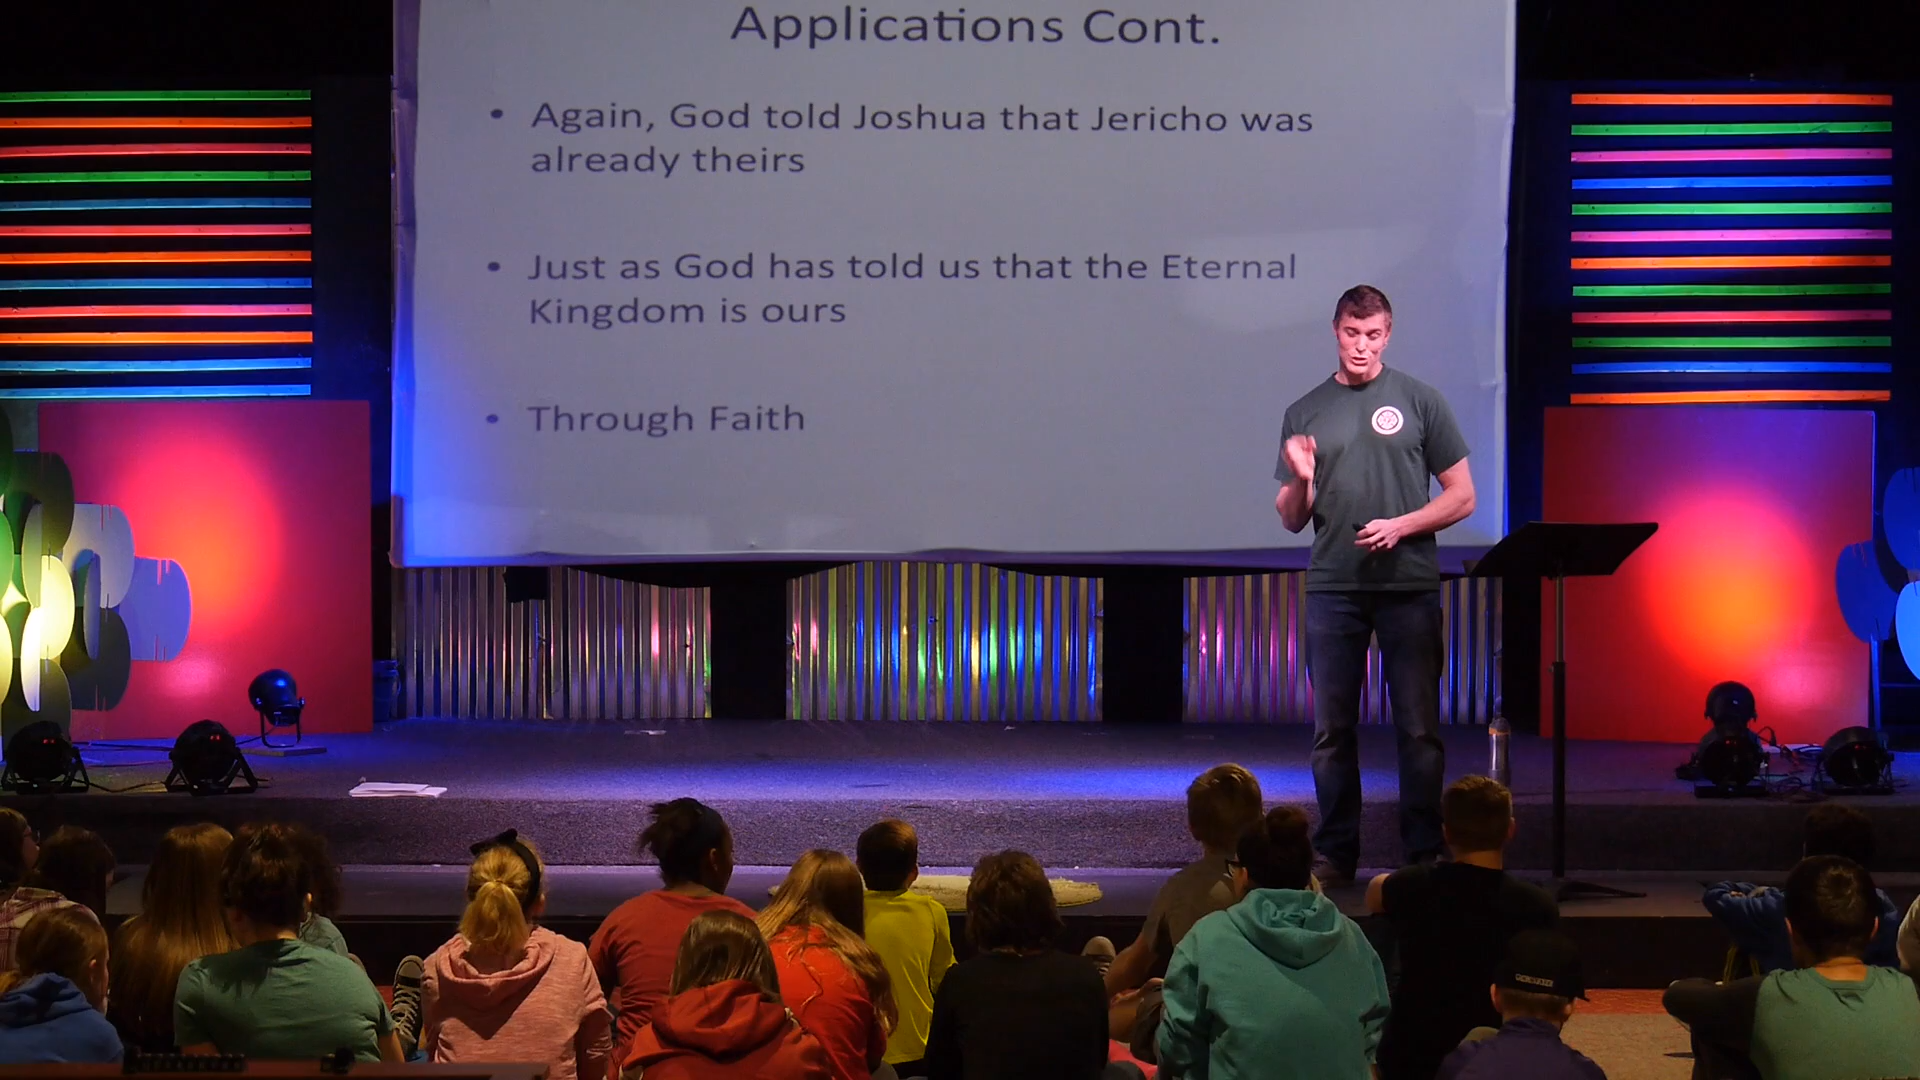 Applications Cont.
• Again, God told Joshua that Jericho was
already theirs
• Just as God has told us that the Eternal
Kingdom is ours
• Through Faith